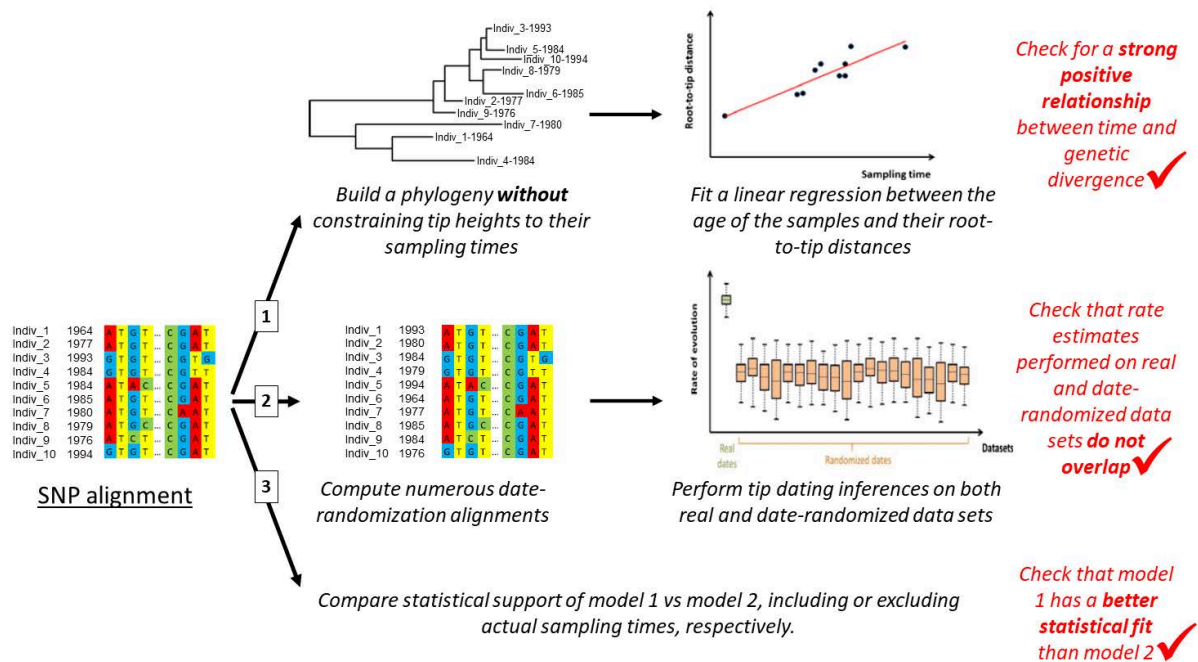 Indiv_3-1993
Indiv_5-1984
Indiv_10-1994
Indiv_8-1979
Indiv_6-1985
Indiv_2-1977
Indiv_9-1976
Indiv_7-1980
Indiv_1-1964
Indiv_4-1984
Build a phylogeny without
constraining tip heights to their
sampling times
Root-to-tip distance
Sampling time
Fit a linear regression between the
age of the samples and their root-
to-tip distances
Check for a strong
positive
relationship
between time and
genetic
divergence
Indiv_1 1964 A T G T ... C G A T
Indiv_2 1977 A T G T ... C G A T
Indiv_3 1993 G T G T ... C G T G
Indiv_4 1984 G T G T ... C G T T
Indiv_5 1984 A T A C ... C G A T
Indiv_6 1985 A T G T ... C G A T
Indiv_7 1980 A T G T ... C A A T
Indiv_8 1979 A T G C ... C G A T
Indiv_9 1976 A T C T ... C G A T
Indiv_10 1994 G T G T ... C G A T
SNP alignment
1
2
3
Indiv_1 1993 A T G T ... C G A T
Indiv_2 1980 A T G T ... C G A T
Indiv_3 1984 G T G T ... C G T G
Indiv_4 1979 G T G T ... C G T T
Indiv_5 1994 A T A C ... C G A T
Indiv_6 1964 A T G T ... C G A T
Indiv_7 1977 A T G T ... C A A T
Indiv_8 1985 A T G C ... C G A T
Indiv_9 1984 A T C T ... C G A T
Indiv_10 1976 G T G T ... C G A T
Compute numerous date-
randomization alignments
Rate of evolution
Datasets
Real
dates
Randomized dates
Perform tip dating inferences on both
real and date-randomized data sets
Check that rate
estimates
performed on real
and date-
randomized data
sets do not
overlap
Compare statistical support of model 1 vs model 2, including or excluding
actual sampling times, respectively.
Check that model
1 has a better
statistical fit
than model 2